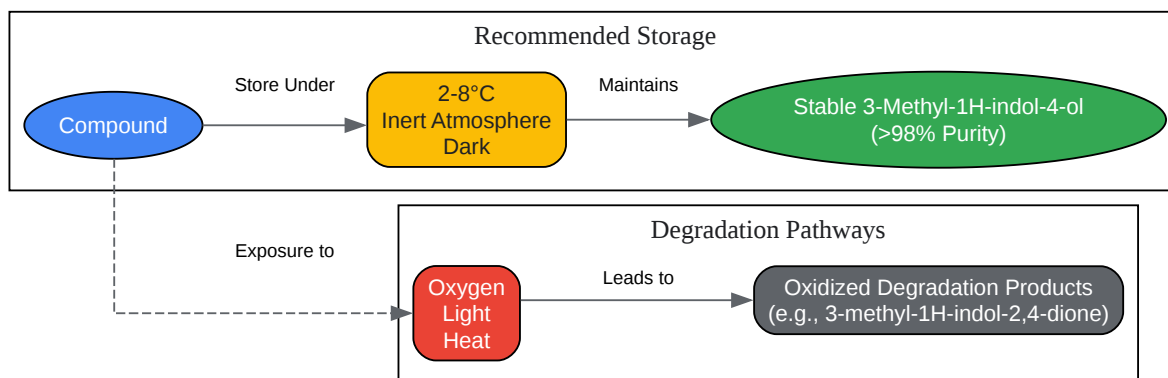 Recommended Storage
Store Under
Maintains
Compound
2-8°C
Inert Atmosphere
Dark
Stable 3-Methyl-1H-indol-4-ol
(>98% Purity)
Degradation Pathways
Exposure to
Leads to
Oxygen
Light
Heat
Oxidized Degradation Products
(e.g., 3-methyl-1H-indol-2,4-dione)